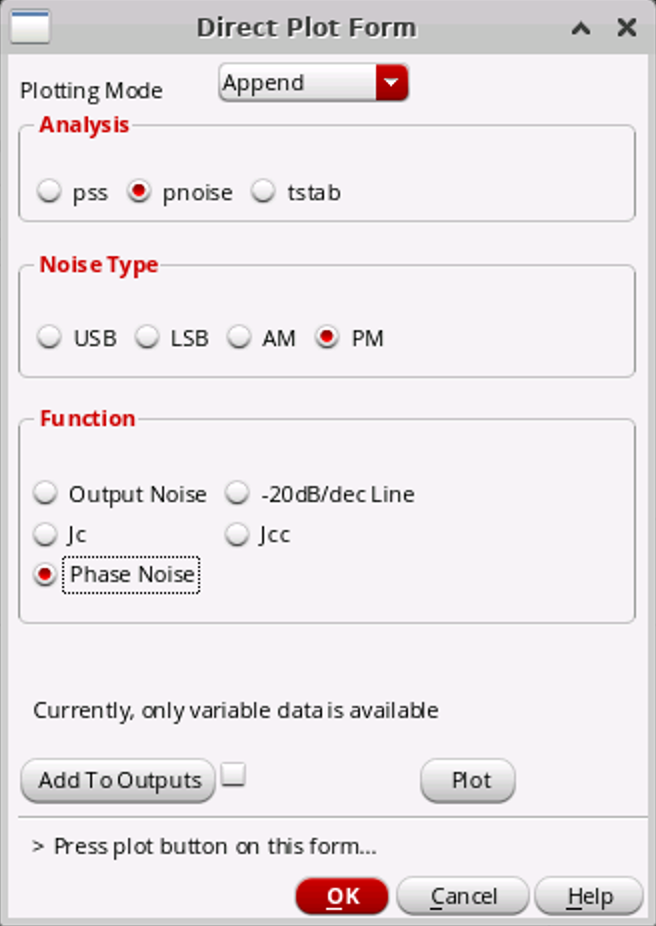 Direct Plot Form
Plotting Mode Append
Analysis
pss pnoise tstab
Noise Type
USB LSB AM PM
Function
Output Noise -20dB/dec Line
Jc Jcc
Phase Noise
Currently, only variable data is available
Add To Outputs Plot
> Press plot button on this form...
OK Cancel Help